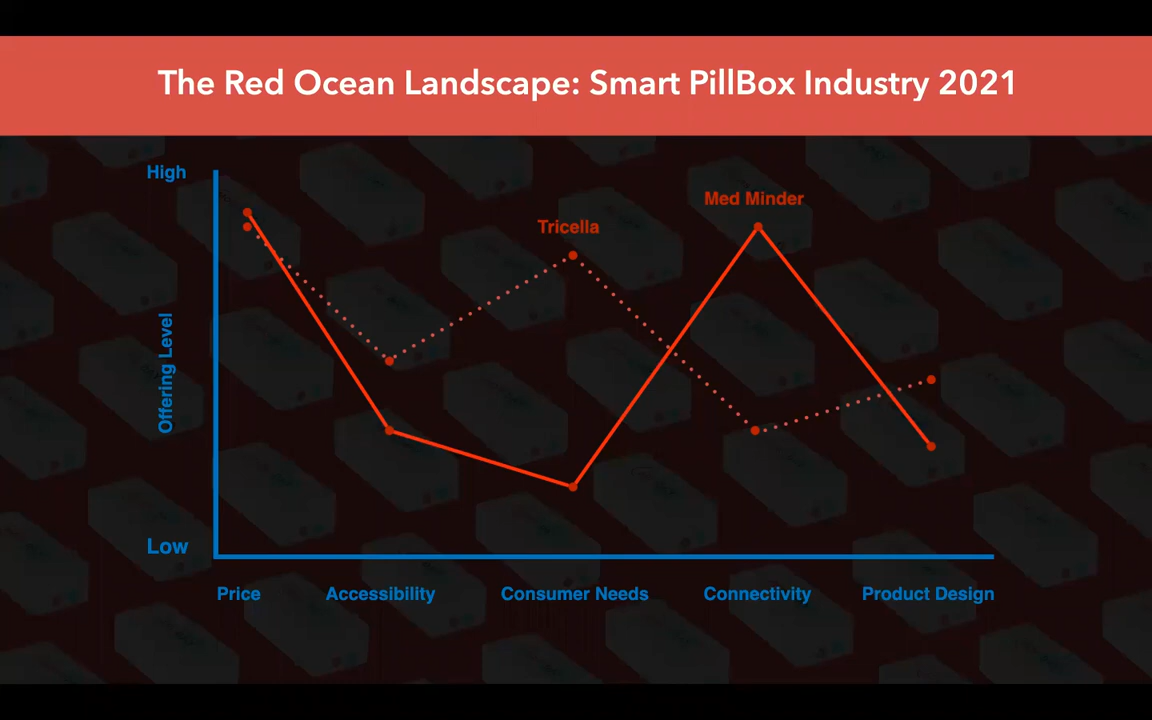 The Red Ocean Landscape: Smart PillBox Industry 2021
High
Med Minder
Tricella
Offering Level
Low
Price
Accessibility
Consumer Needs
Connectivity
Product Design